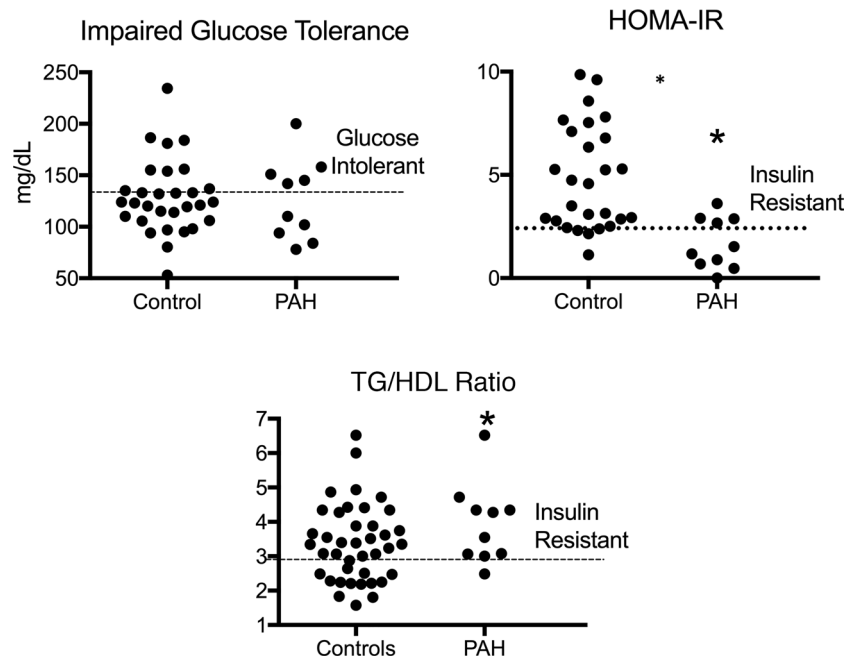 Impaired Glucose Tolerance
250
200
150
100
50
mg/dL
Glucose
Intolerant
Control
PAH
HOMA-IR
10
5
0
*
*
Insulin
Resistant
Control
PAH
TG/HDL Ratio
7
6
5
4
3
2
1
*
Insulin
Resistant
Controls
PAH